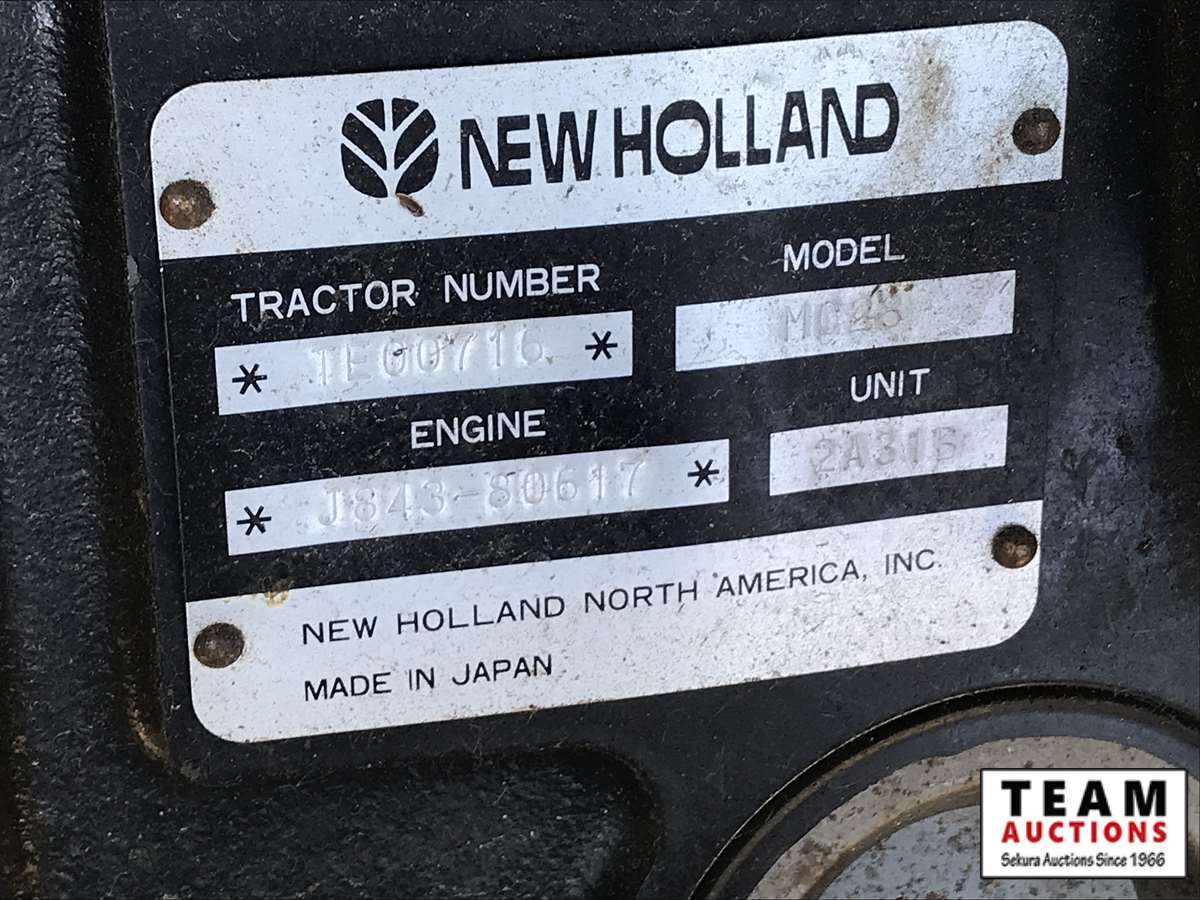 NEW HOLLAND
TRACTOR NUMBER
MODEL
* TE00716 *
MC28
ENGINE
UNIT
* J843-80617 *
2A31B
NEW HOLLAND NORTH AMERICA, INC.
MADE IN JAPAN
TEAM
AUCTIONS
Sekura Auctions Since 1966